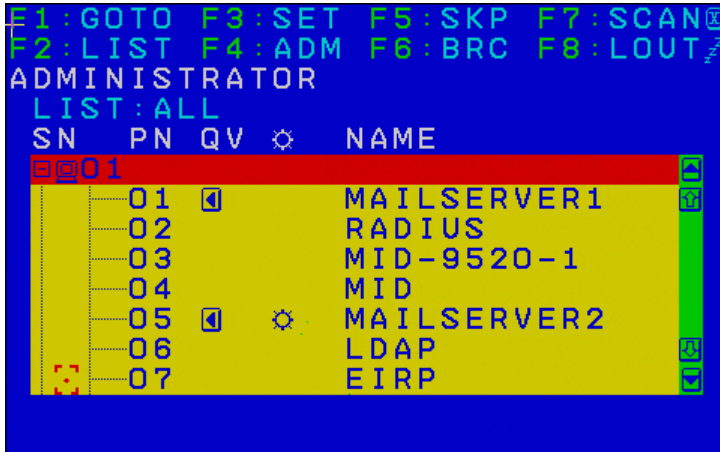 F1:GOTO F3:SET F5:SKP F7:SCAN
F2:LIST F4:ADM F6:BRC F8:LOUT
ADMINISTRATOR
LIST:ALL
SN PN QV NAME
01
01 MAILSERVER1
02 RADIUS
03 MID-9520-1
04 MID
05 MAILSERVER2
06 LDAP
07 EIRP